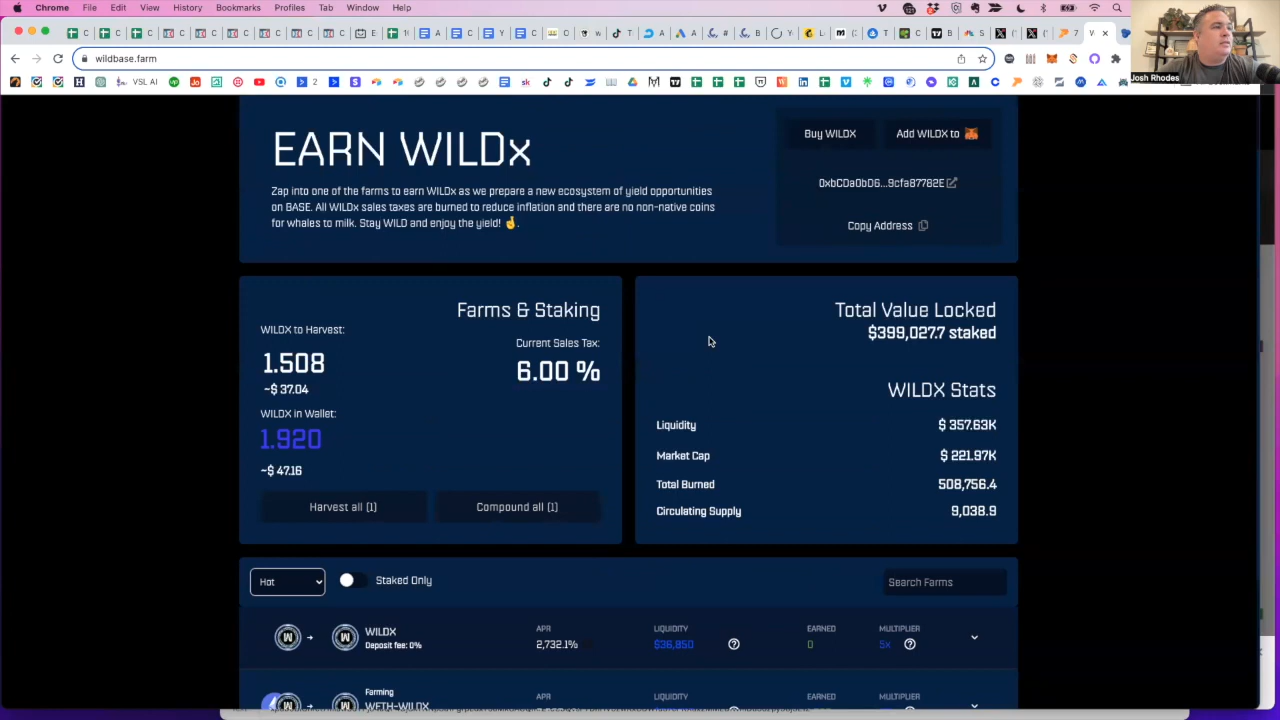 Chrome File Edit View History Bookmarks Profiles Tab Window Help
wildbase.farm
Josh Rhodes
VSL AI
EARN WILDx
Buy WILDX
Add WILDX to
Zap into one of the farms to earn WILDx as we prepare a new ecosystem of yield opportunities
on BASE. All WILDx sales taxes are burned to reduce inflation and there are no non-native coins
for whales to milk. Stay WILD and enjoy the yield! 🤞.
0xbCDa0bD6...9cfa87782E
Copy Address
Farms & Staking
WILDX to Harvest:
1.508
~$ 37.04
Current Sales Tax:
6.00 %
WILDX in Wallet:
1.920
~$ 47.16
Harvest all (1)
Compound all (1)
Total Value Locked
$399,027.7 staked
WILDX Stats
Liquidity $ 357.63K
Market Cap $ 221.97K
Total Burned 508,756.4
Circulating Supply 9,038.9
Hot
Staked Only
Search Farms
WILDX
Deposit fee: 0%
APR
2,732.1%
LIQUIDITY
$36,850
EARNED
0
MULTIPLIER
5x
Farming
WETH-WILDX
APR
LIQUIDITY
EARNED
MULTIPLIER